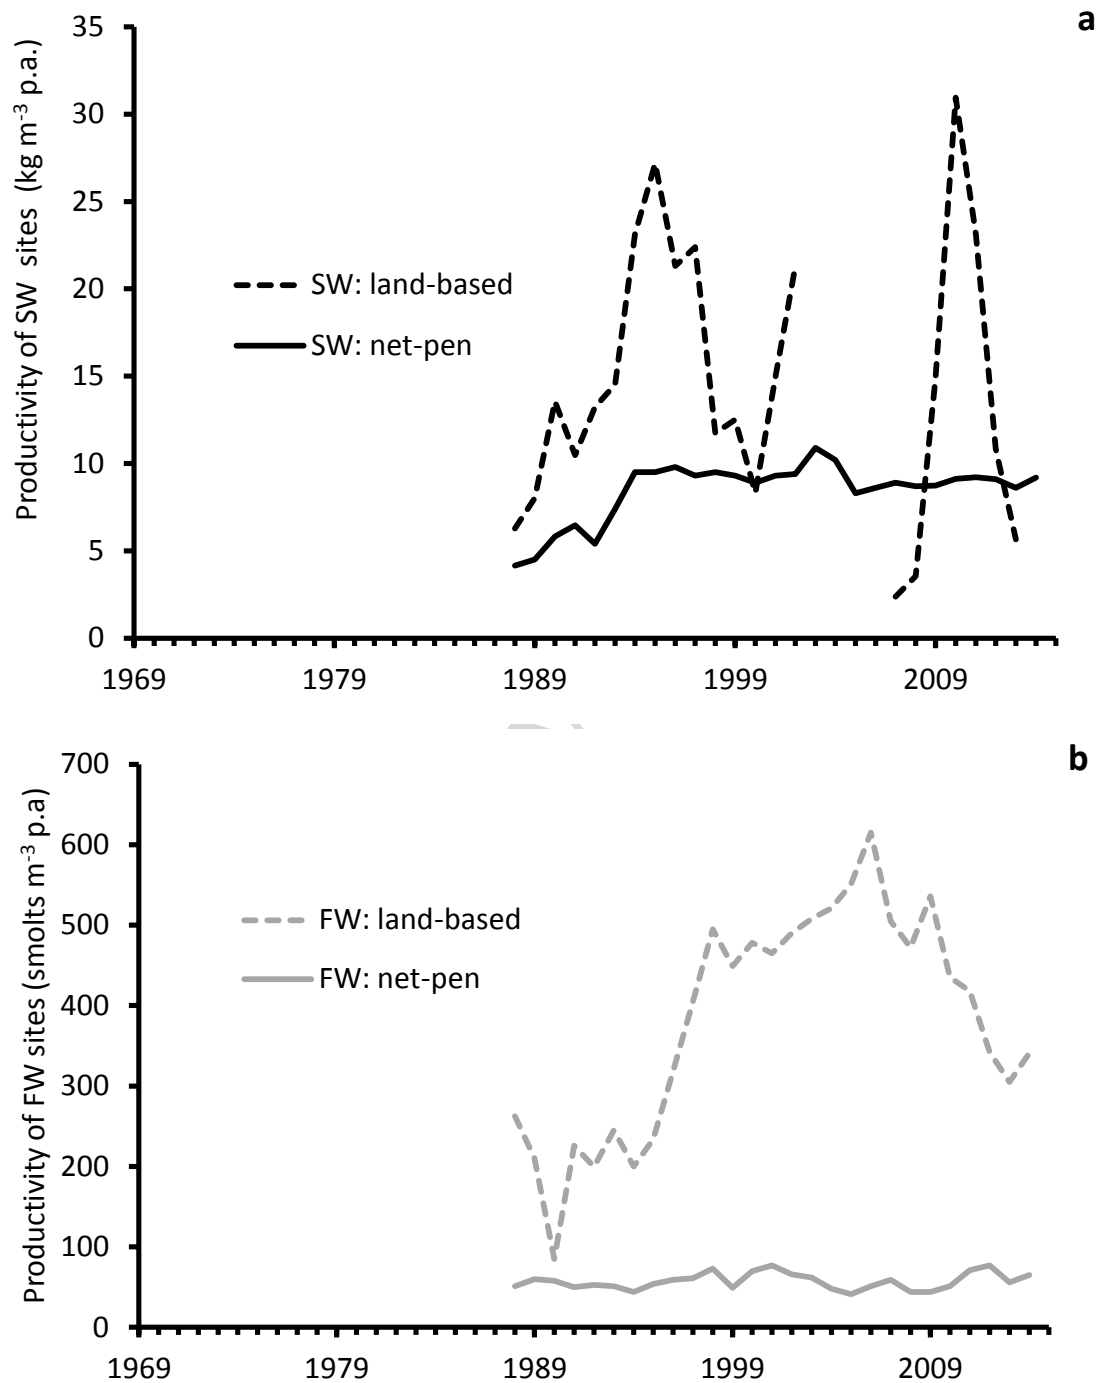 a
Productivity of SW sites (kg m⁻³ p.a.)
35
30
25
20
15
10
5
0
SW: land-based
SW: net-pen
1969 1979 1989 1999 2009
b
Productivity of FW sites (smolts m⁻³ p.a)
700
600
500
400
300
200
100
0
FW: land-based
FW: net-pen
1969 1979 1989 1999 2009